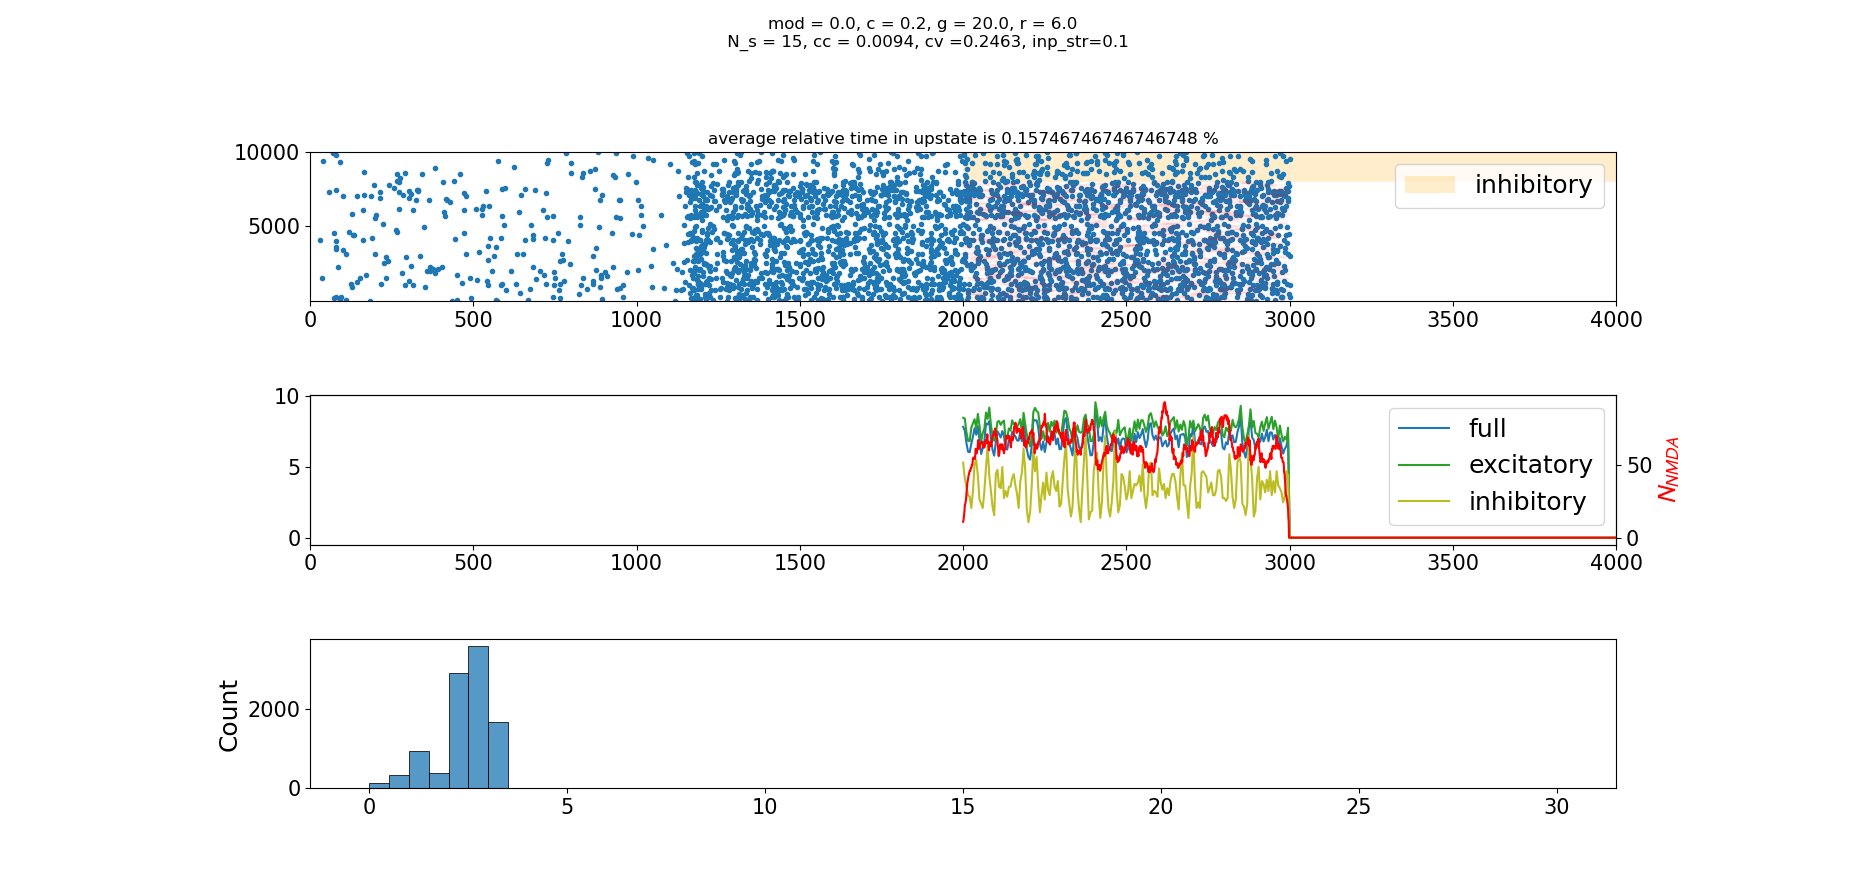 mod = 0.0, c = 0.2, g = 20.0, r = 6.0
N_s = 15, cc = 0.0094, cv =0.2463, inp_str=0.1
average relative time in upstate is 0.15746746746746748 %
10000
5000
inhibitory
0 500 1000 1500 2000 2500 3000 3500 4000
10
5
0
full
excitatory
inhibitory
50
0
N_NMDA
0 500 1000 1500 2000 2500 3000 3500 4000
Count
2000
0
0 5 10 15 20 25 30